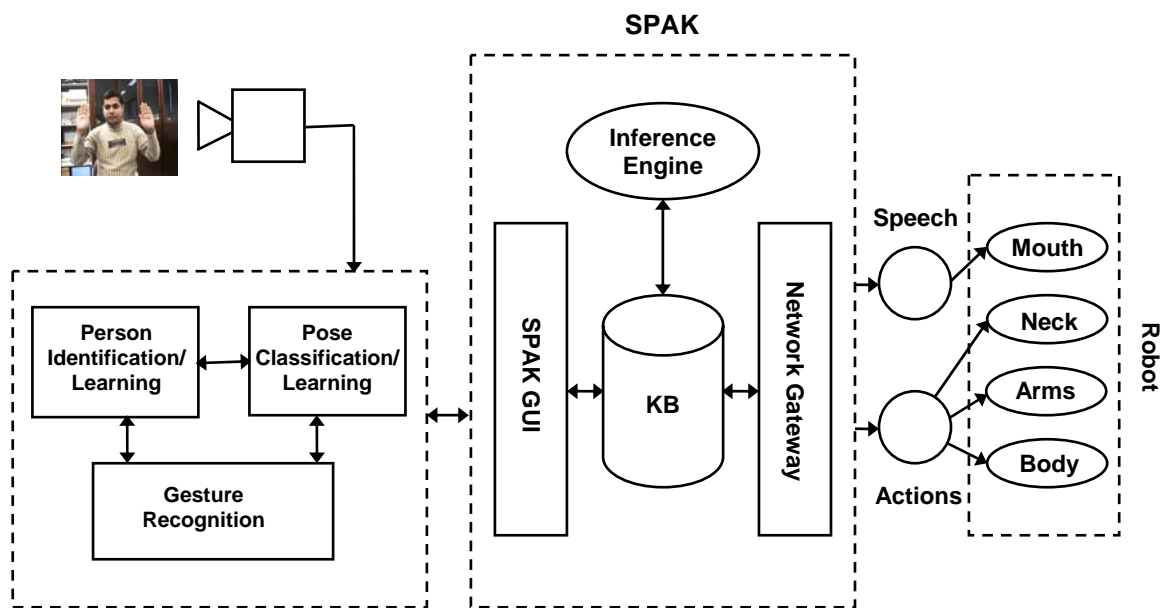 SPAK
Inference
Engine
Speech
Mouth
Person
Identification/
Learning
Pose
Classification/
Learning
SPAK GUI
KB
Network Gateway
Neck
Robot
Arms
Gesture
Recognition
Actions
Body